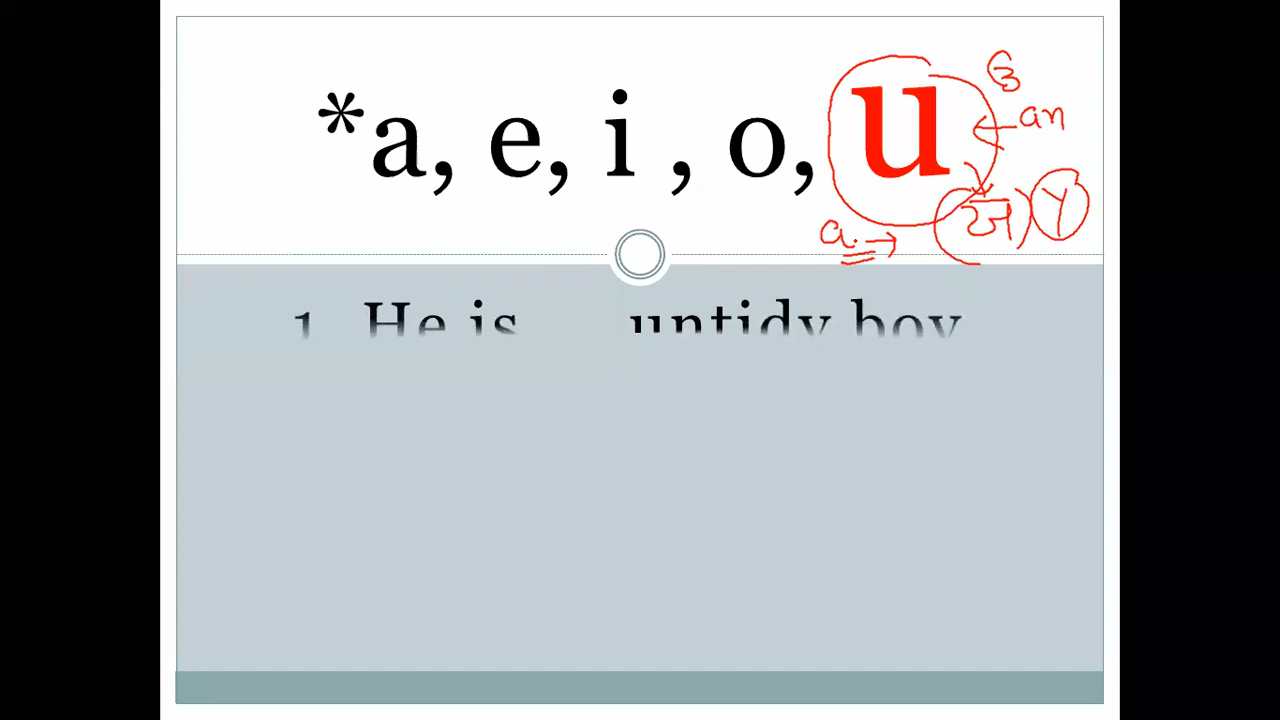 *a, e, i , o, u
an
Y
a. →
1. He is untidy boy